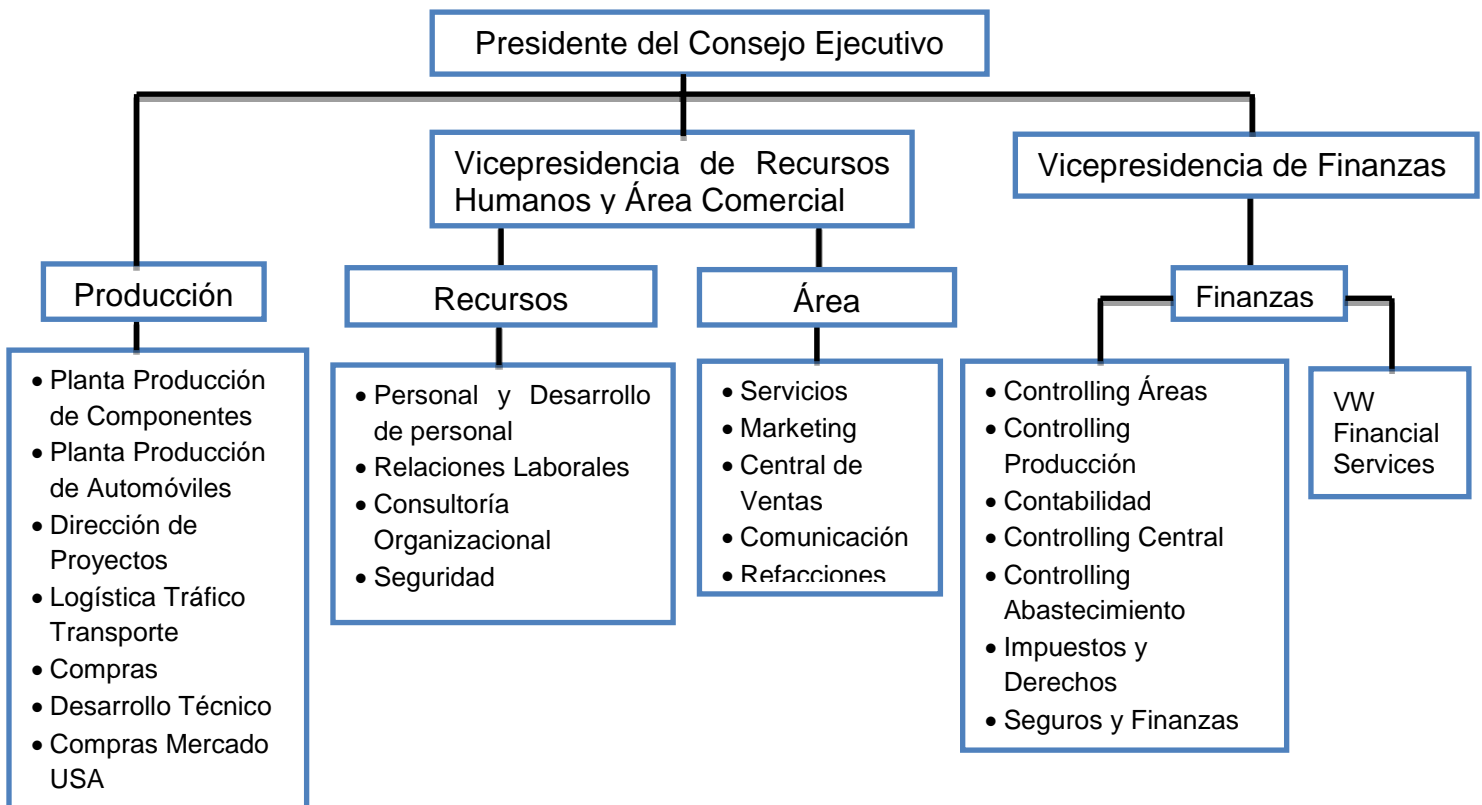 Presidente del Consejo Ejecutivo
Vicepresidencia de Recursos
Humanos y Área Comercial
Vicepresidencia de Finanzas
Producción
Recursos
Área
Finanzas
• Planta Producción
de Componentes
• Planta Producción
de Automóviles
• Dirección de
Proyectos
• Logística Tráfico
Transporte
• Compras
• Desarrollo Técnico
• Compras Mercado
USA
• Personal y Desarrollo
de personal
• Relaciones Laborales
• Consultoría
Organizacional
• Seguridad
• Servicios
• Marketing
• Central de
Ventas
• Comunicación
• Refacciones
• Controlling Áreas
• Controlling
Producción
• Contabilidad
• Controlling Central
• Controlling
Abastecimiento
• Impuestos y
Derechos
• Seguros y Finanzas
VW
Financial
Services